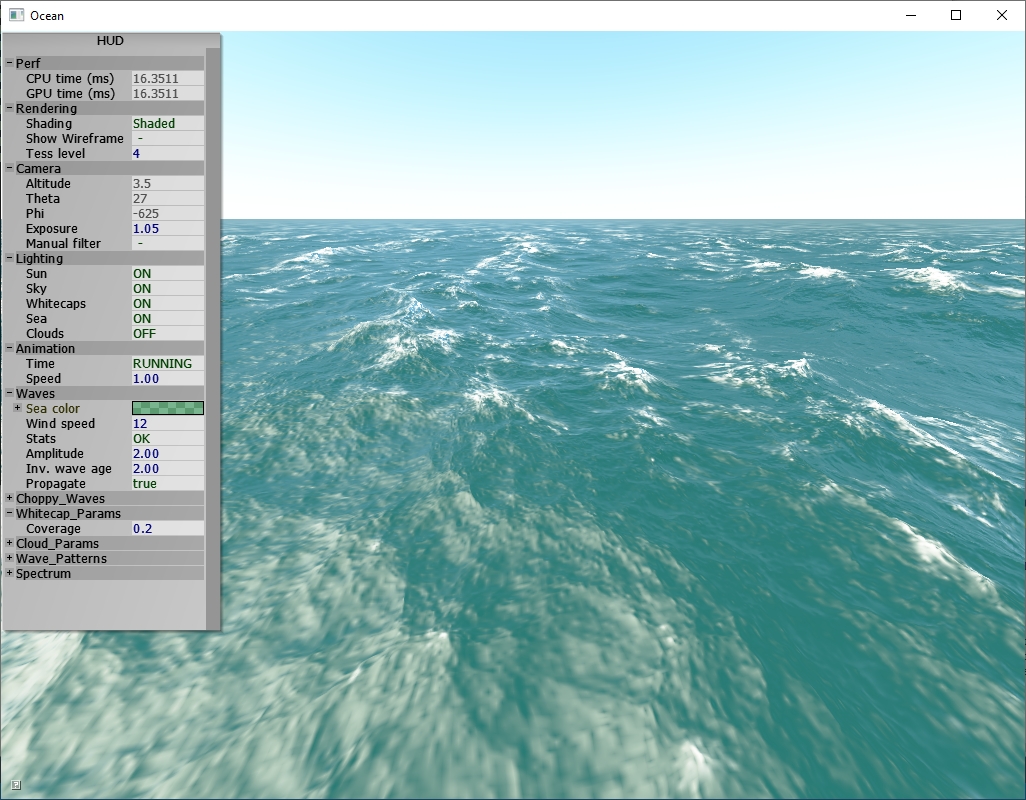 Ocean
HUD
Perf
CPU time (ms) 16.3511
GPU time (ms) 16.3511
Rendering
Shading Shaded
Show Wireframe -
Tess level 4
Camera
Altitude 3.5
Theta 27
Phi -625
Exposure 1.05
Manual filter -
Lighting
Sun ON
Sky ON
Whitecaps ON
Sea ON
Clouds OFF
Animation
Time RUNNING
Speed 1.00
Waves
Sea color
Wind speed 12
Stats OK
Amplitude 2.00
Inv. wave age 2.00
Propagate true
Choppy_Waves
Whitecap_Params
Coverage 0.2
Cloud_Params
Wave_Patterns
Spectrum